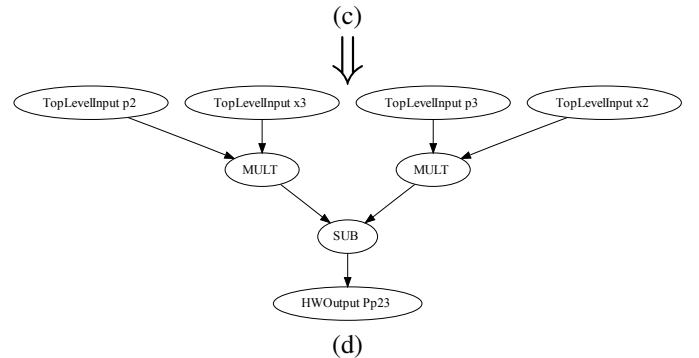 (c)
TopLevelInput p2 TopLevelInput x3 TopLevelInput p3 TopLevelInput x2
MULT MULT
SUB
HWOutput Pp23
(d)